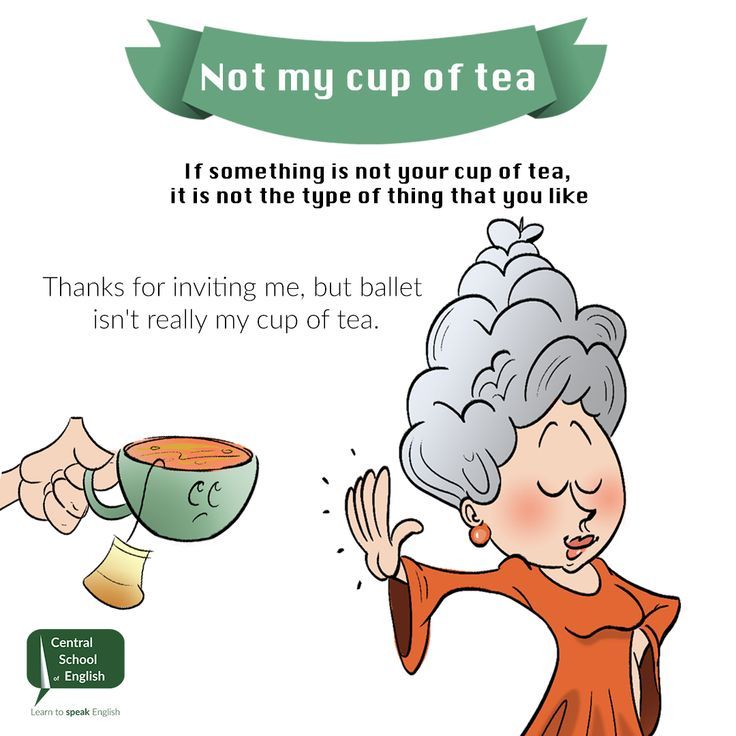 Not my cup of tea
If something is not your cup of tea,
it is not the type of thing that you like
Thanks for inviting me, but ballet
isn't really my cup of tea.
Central
School
of English
Learn to speak English